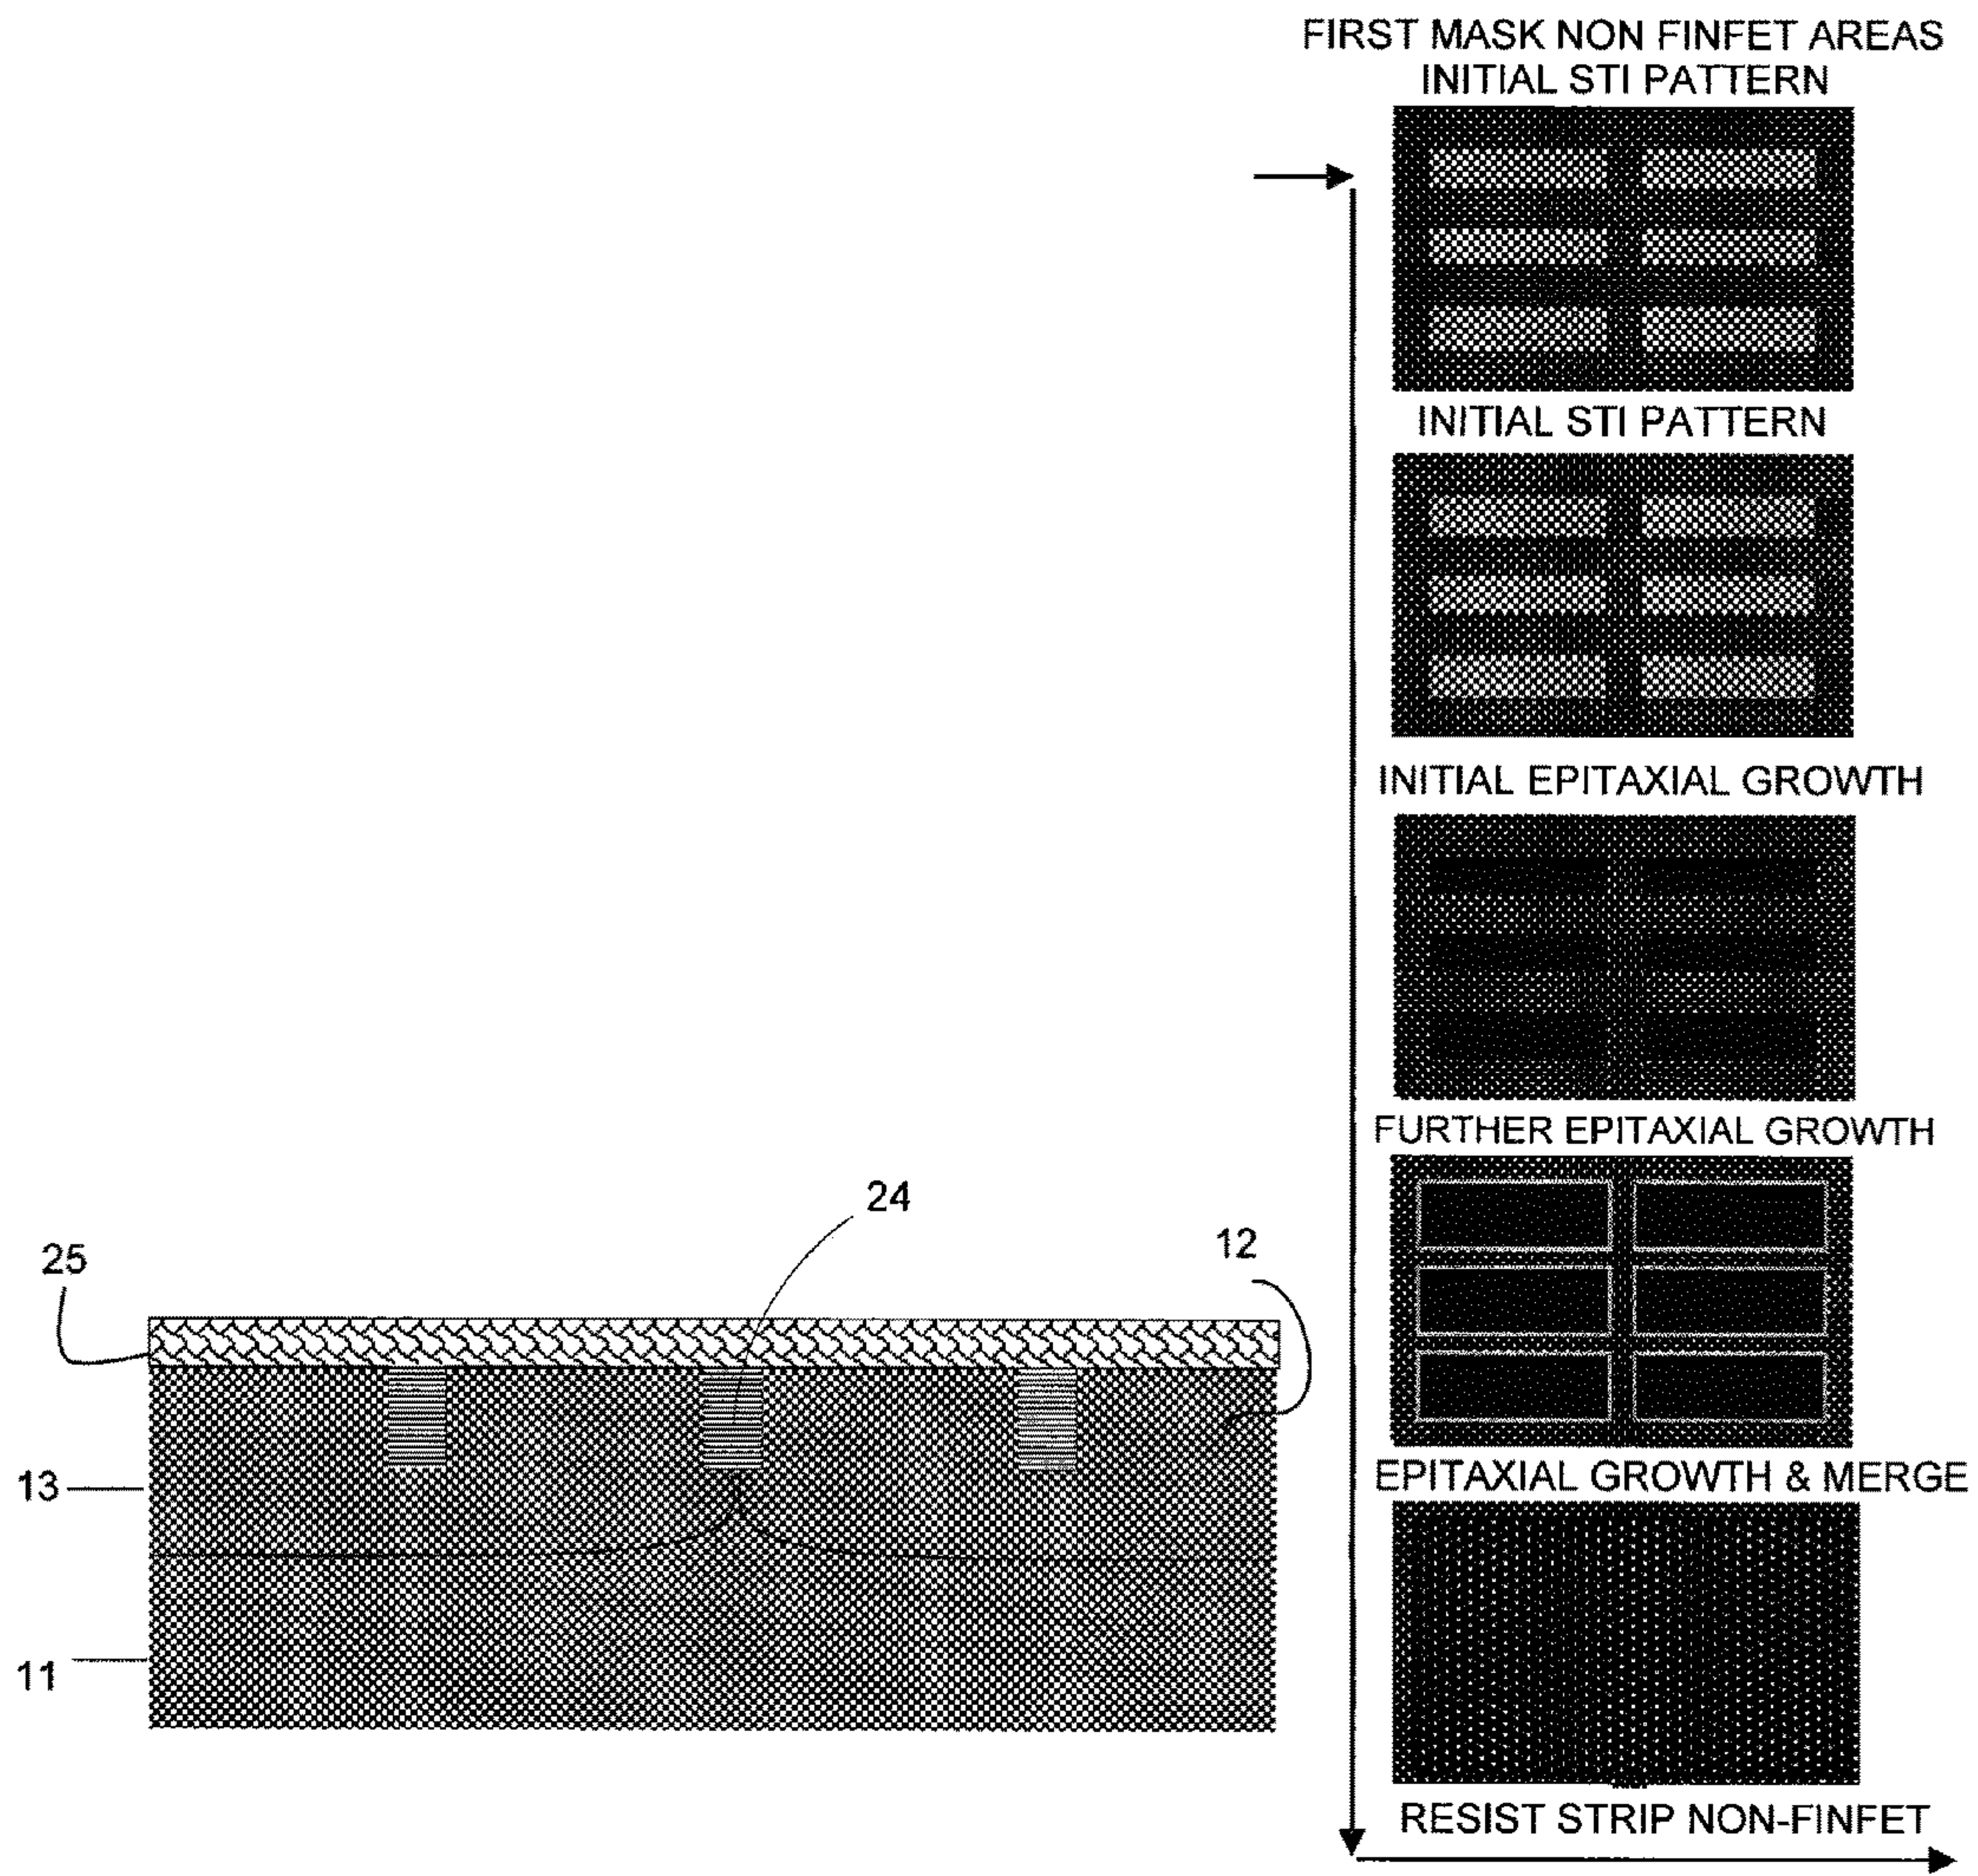 FIRST MASK NON FINFET AREAS
INITIAL STI PATTERN
INITIAL STI PATTERN
INITIAL EPITAXIAL GROWTH
FURTHER EPITAXIAL GROWTH
EPITAXIAL GROWTH & MERGE
RESIST STRIP NON-FINFET
24
12
25
13
11